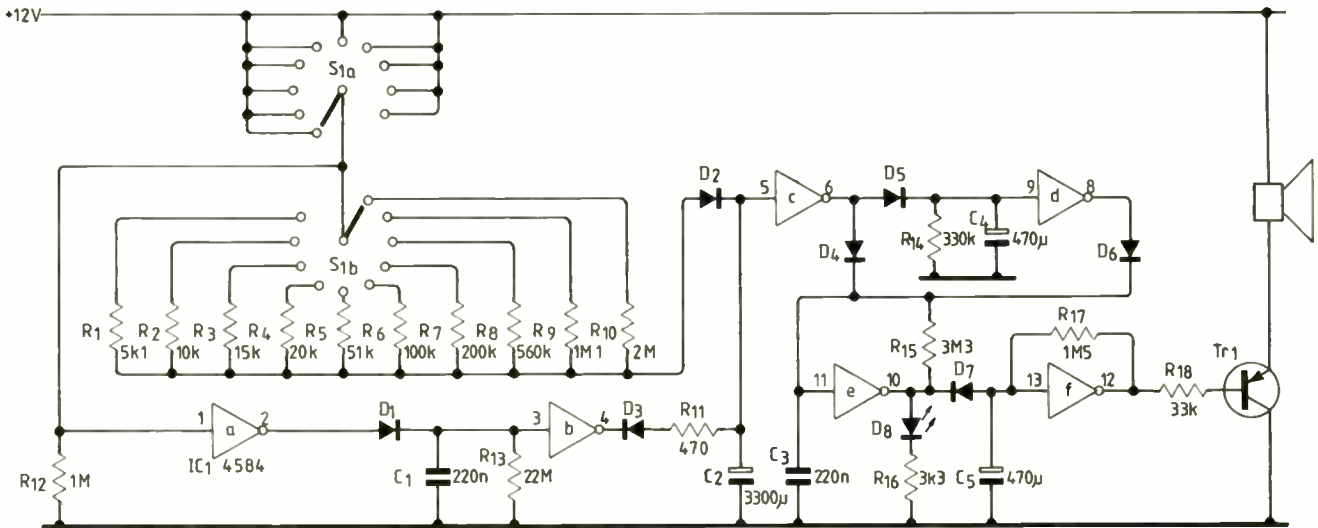 +12V
S1a
D2
5
c
6
D5
9
d
8
R14
330k
C4
470µ
D4
D6
S1b
R1
5k1
R2
10k
R3
15k
R4
20k
R5
51k
R6
100k
R7
200k
R8
560k
R9
1M1
R10
2M
R15
3M3
R17
1M5
Tr1
11
e
10
D7
13
f
12
R18
33k
1
a
2
D1
3
b
4
D3
R11
470
D8
IC1 4584
R12
1M
C1
220n
R13
22M
C2
3300µ
C3
220n
R16
3k3
C5
470µ